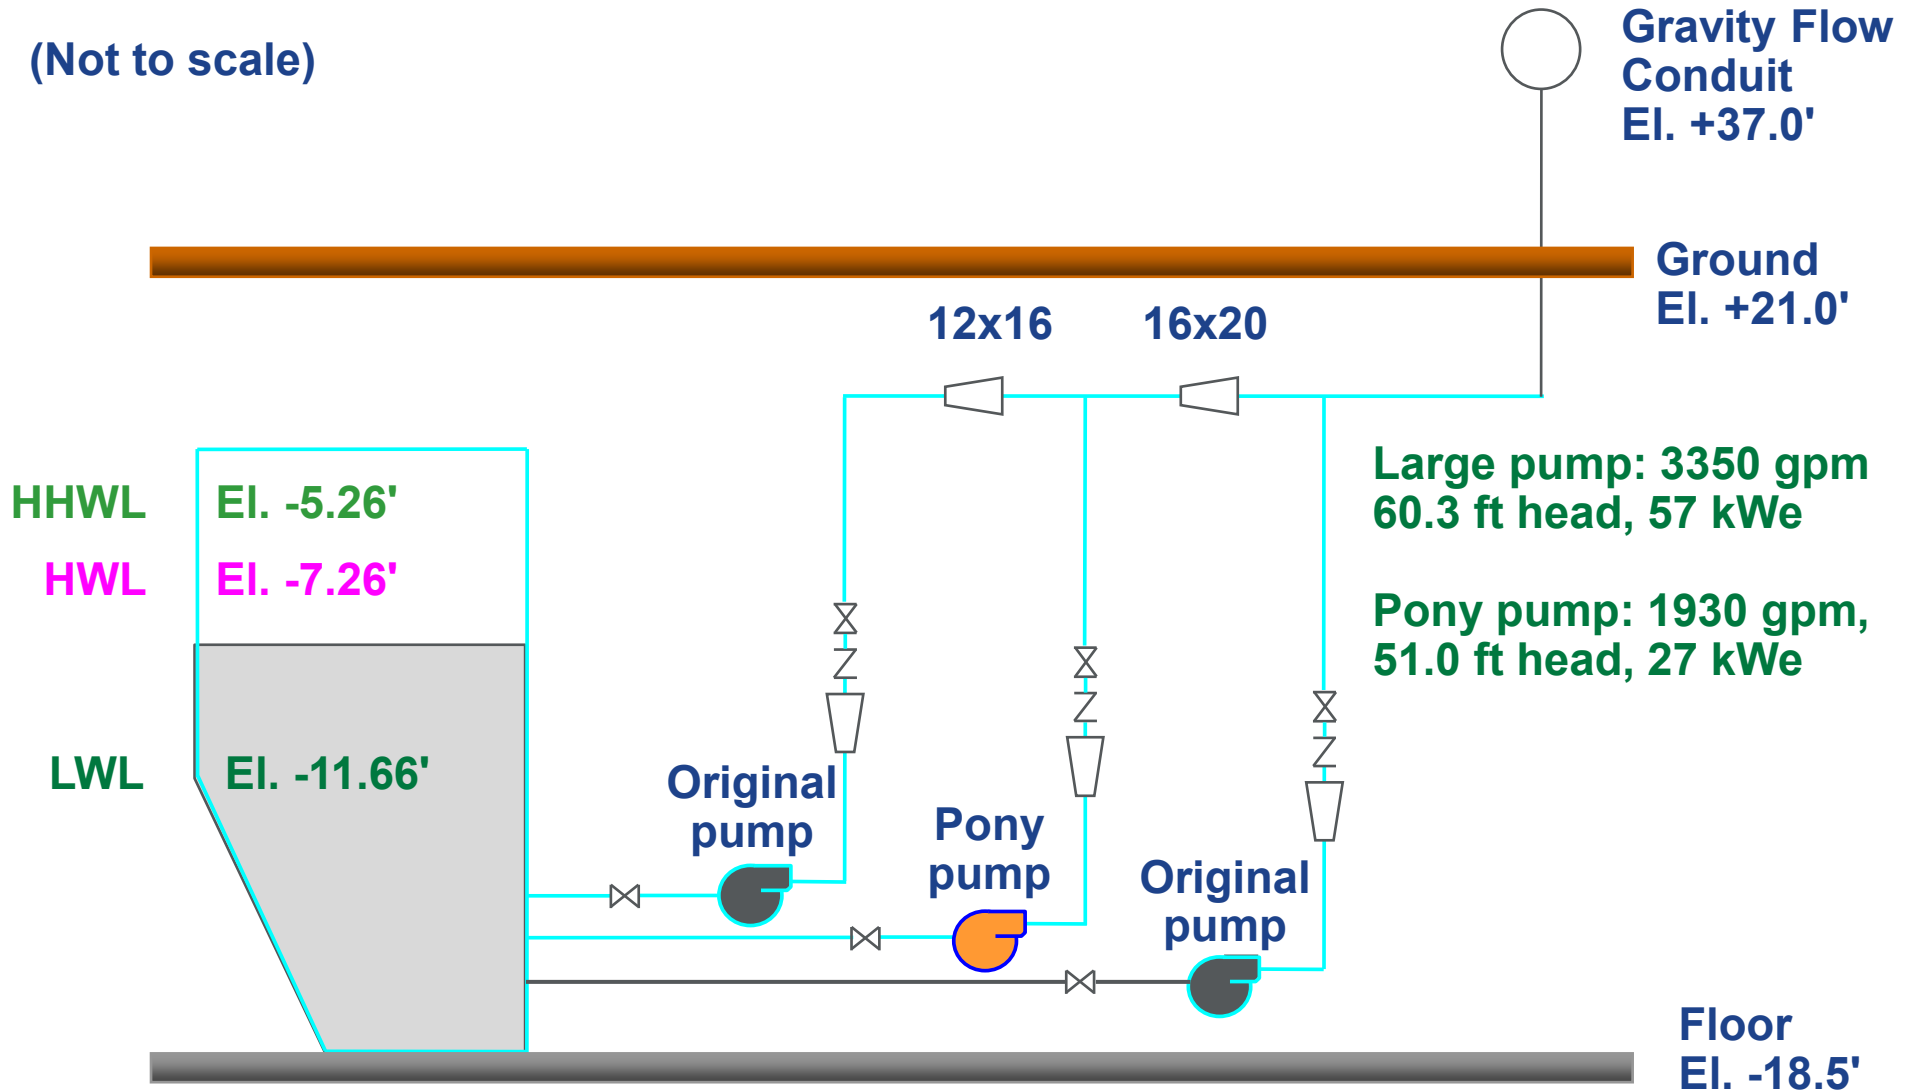 (Not to scale)
Gravity Flow
Conduit
El. +37.0'
Ground
El. +21.0'
12x16
16x20
HHWL El. -5.26'
HWL El. -7.26'
LWL El. -11.66'
Large pump: 3350 gpm
60.3 ft head, 57 kWe
Pony pump: 1930 gpm,
51.0 ft head, 27 kWe
Original
pump
Pony
pump
Original
pump
Floor
El. -18.5'